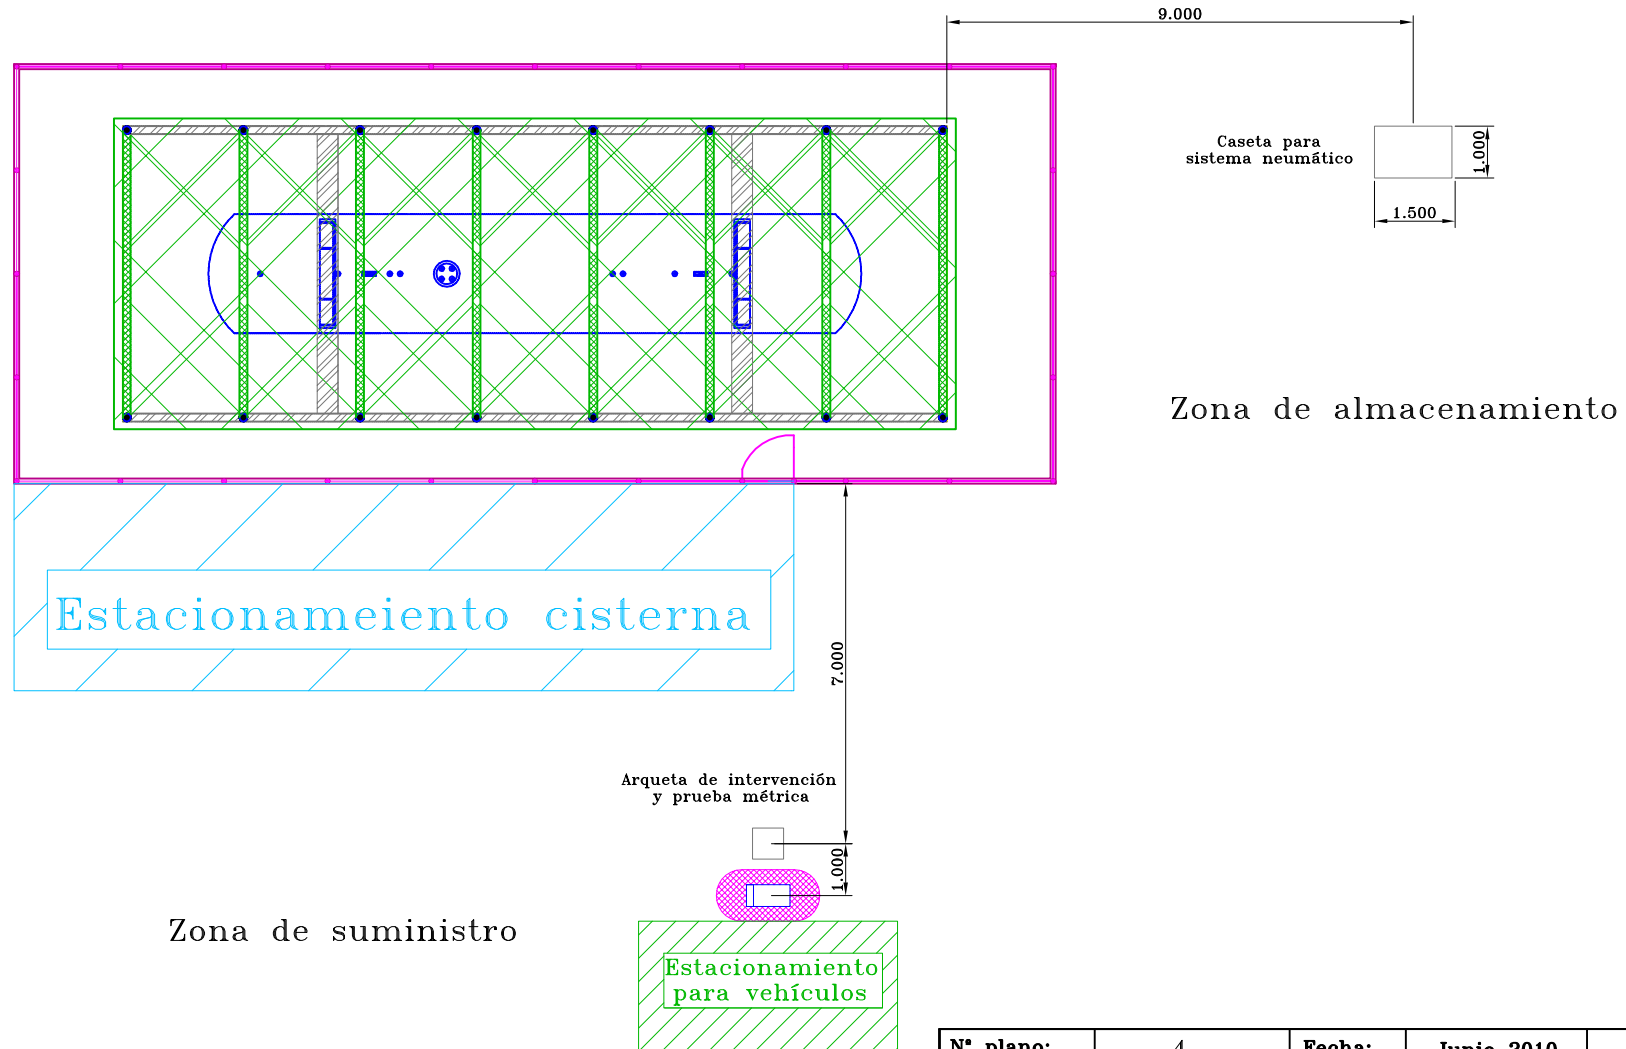 9.000
Caseta para
sistema neumático
1.000
1.500
Zona de almacenamiento
Estacionameiento cisterna
7.000
Arqueta de intervención
y prueba métrica
1.000
Zona de suministro
Estacionamiento
para vehículos
Nº plano: 4 Fecha: Junio 2010